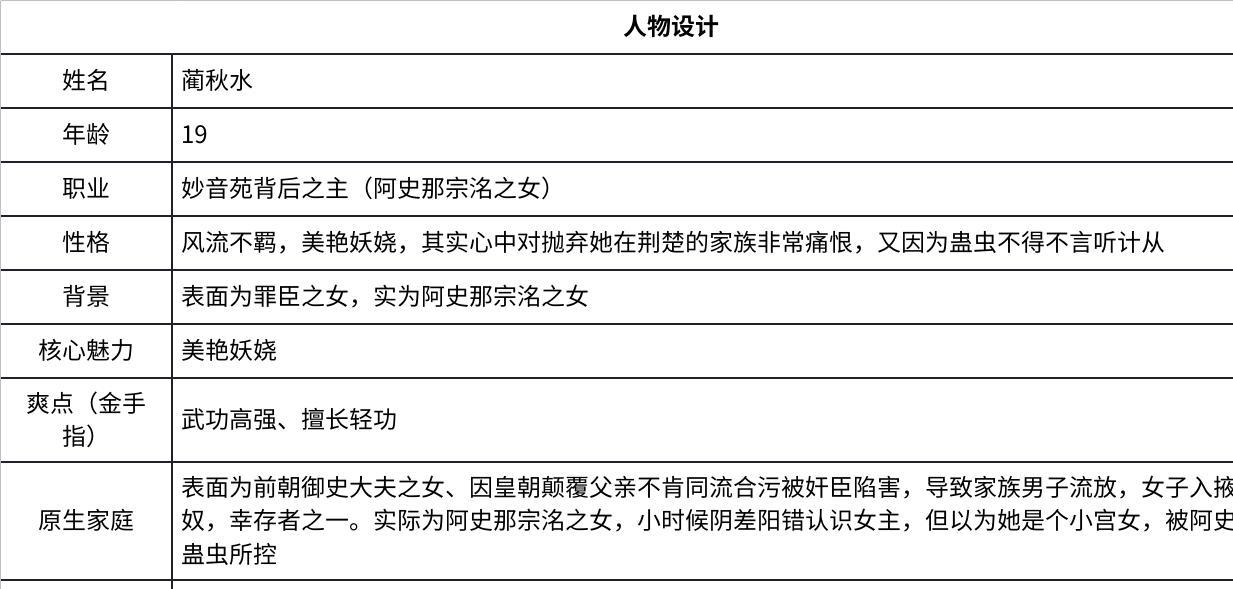 人物设计
姓名
蔺秋水
年龄
19
职业
妙音苑背后之主（阿史那宗洺之女）
性格
风流不羁，美艳妖娆，其实心中对抛弃她在荆楚的家族非常痛恨，又因为蛊虫不得不言听计从
背景
表面为罪臣之女，实为阿史那宗洺之女
核心魅力
美艳妖娆
爽点（金手
指）
武功高强、擅长轻功
原生家庭
表面为前朝御史大夫之女、因皇朝颠覆父亲不肯同流合污被奸臣陷害，导致家族男子流放，女子入掖
奴，幸存者之一。实际为阿史那宗洺之女，小时候阴差阳错认识女主，但以为她是个小宫女，被阿史
蛊虫所控